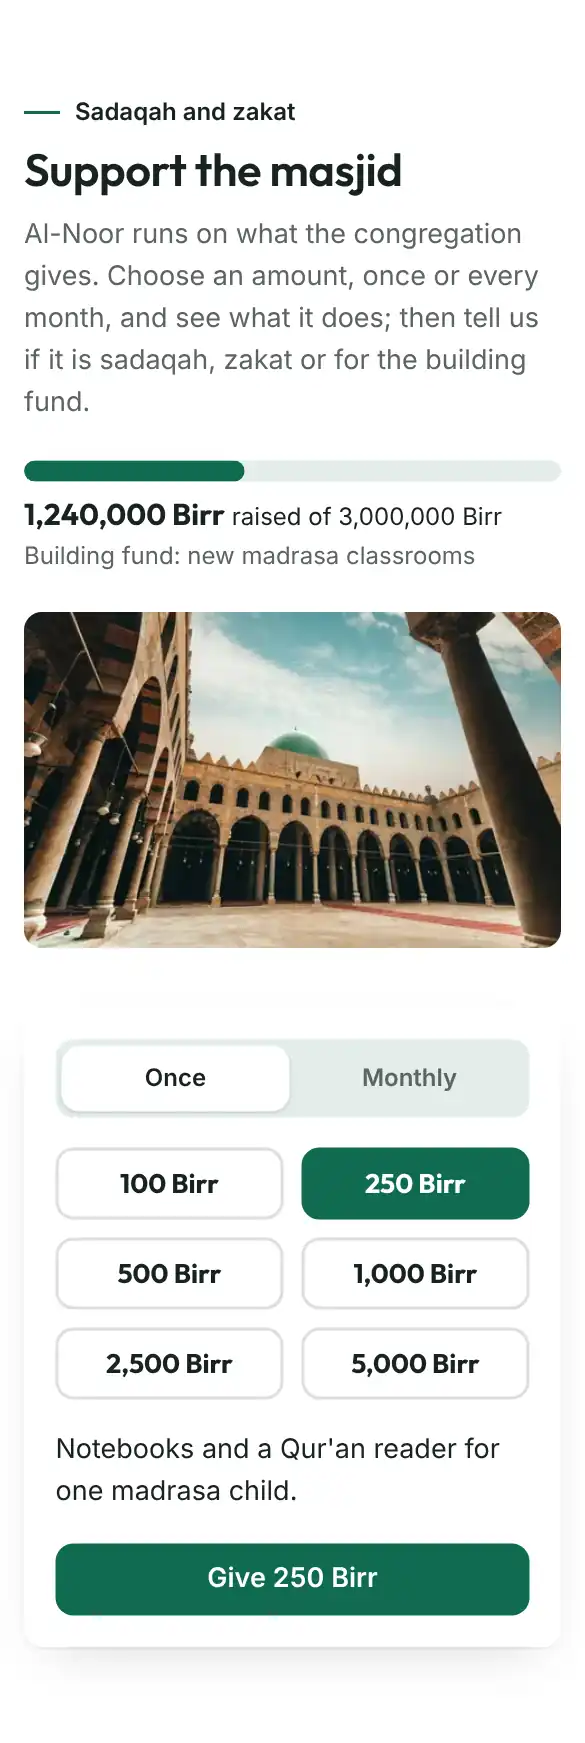 Sadaqah and zakat
Support the masjid
Al-Noor runs on what the congregation
gives. Choose an amount, once or every
month, and see what it does; then tell us
if it is sadaqah, zakat or for the building
fund.
1,240,000 Birr raised of 3,000,000 Birr
Building fund: new madrasa classrooms
Once Monthly
100 Birr 250 Birr
500 Birr 1,000 Birr
2,500 Birr 5,000 Birr
Notebooks and a Qur'an reader for
one madrasa child.
Give 250 Birr